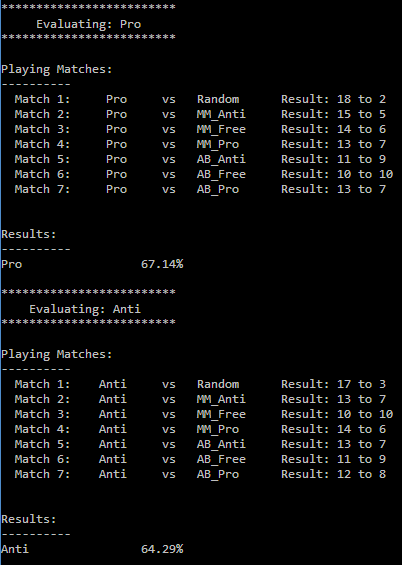 *************************
Evaluating: Pro
*************************
Playing Matches:
----------
Match 1: Pro vs Random Result: 18 to 2
Match 2: Pro vs MM_Anti Result: 15 to 5
Match 3: Pro vs MM_Free Result: 14 to 6
Match 4: Pro vs MM_Pro Result: 13 to 7
Match 5: Pro vs AB_Anti Result: 11 to 9
Match 6: Pro vs AB_Free Result: 10 to 10
Match 7: Pro vs AB_Pro Result: 13 to 7
Results:
----------
Pro 67.14%
*************************
Evaluating: Anti
*************************
Playing Matches:
----------
Match 1: Anti vs Random Result: 17 to 3
Match 2: Anti vs MM_Anti Result: 13 to 7
Match 3: Anti vs MM_Free Result: 10 to 10
Match 4: Anti vs MM_Pro Result: 14 to 6
Match 5: Anti vs AB_Anti Result: 13 to 7
Match 6: Anti vs AB_Free Result: 11 to 9
Match 7: Anti vs AB_Pro Result: 12 to 8
Results:
----------
Anti 64.29%